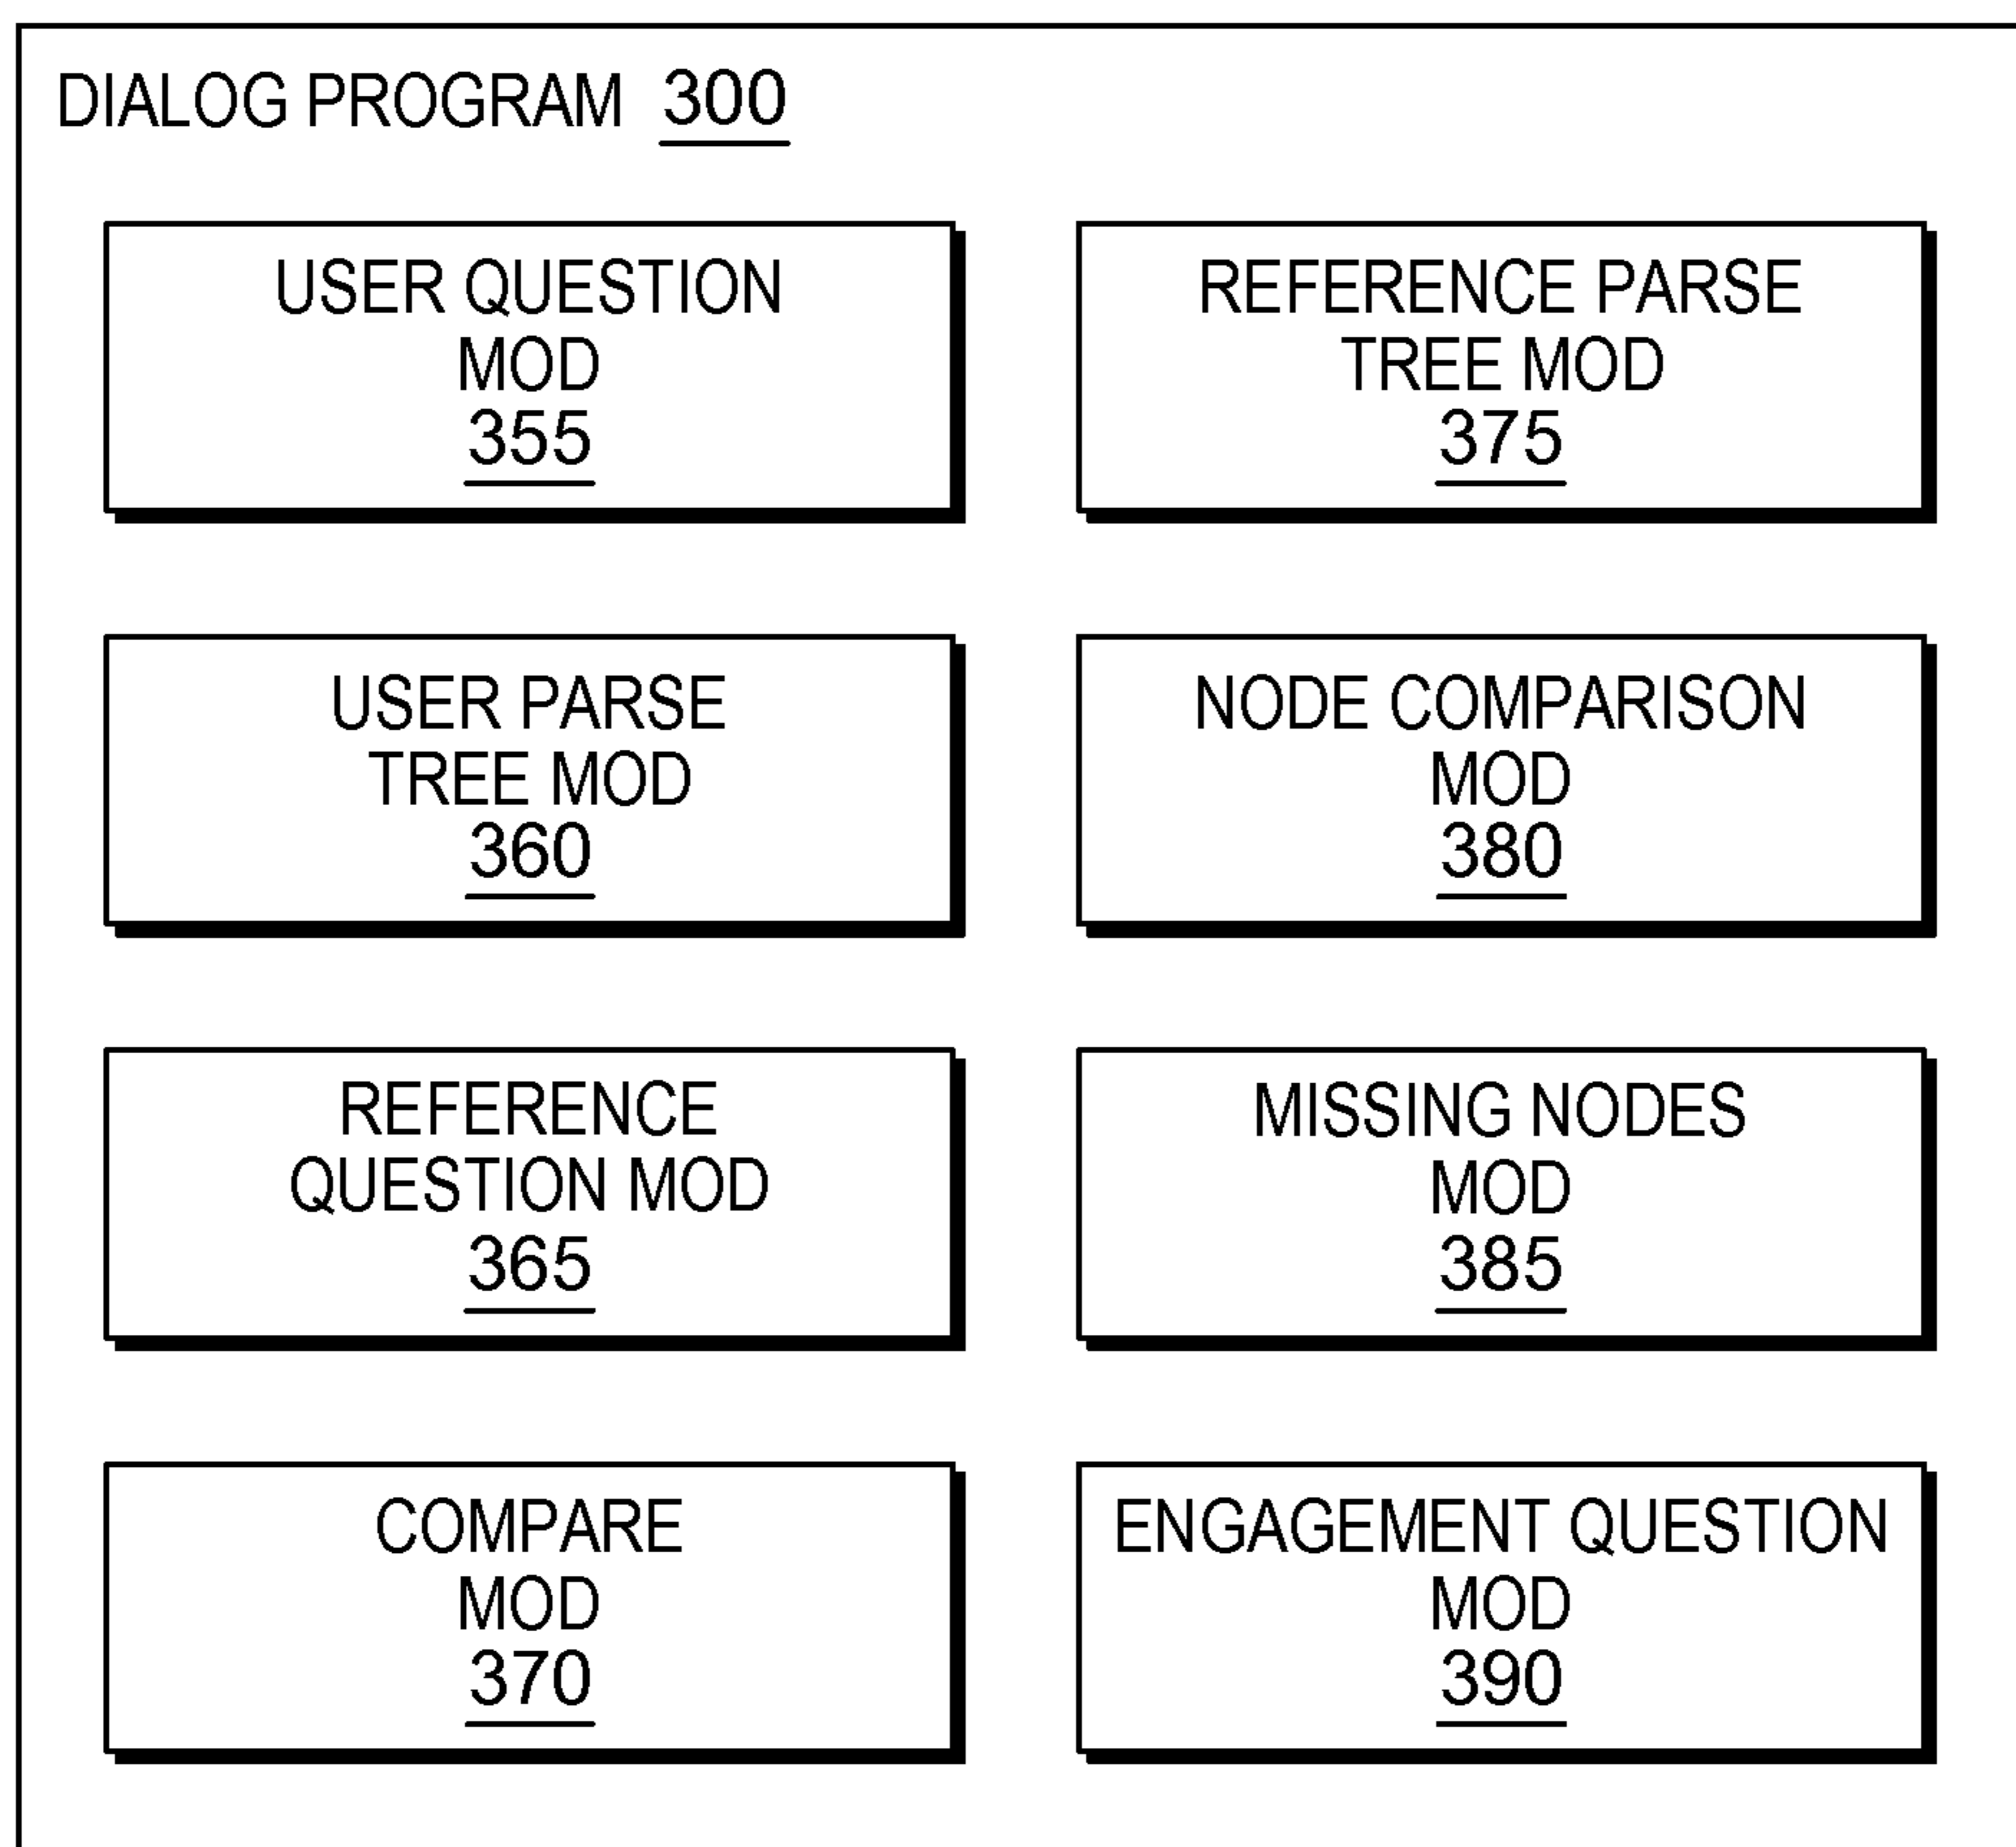 DIALOG PROGRAM 300
USER QUESTION
MOD
355
REFERENCE PARSE
TREE MOD
375
USER PARSE
TREE MOD
360
NODE COMPARISON
MOD
380
REFERENCE
QUESTION MOD
365
MISSING NODES
MOD
385
COMPARE
MOD
370
ENGAGEMENT QUESTION
MOD
390